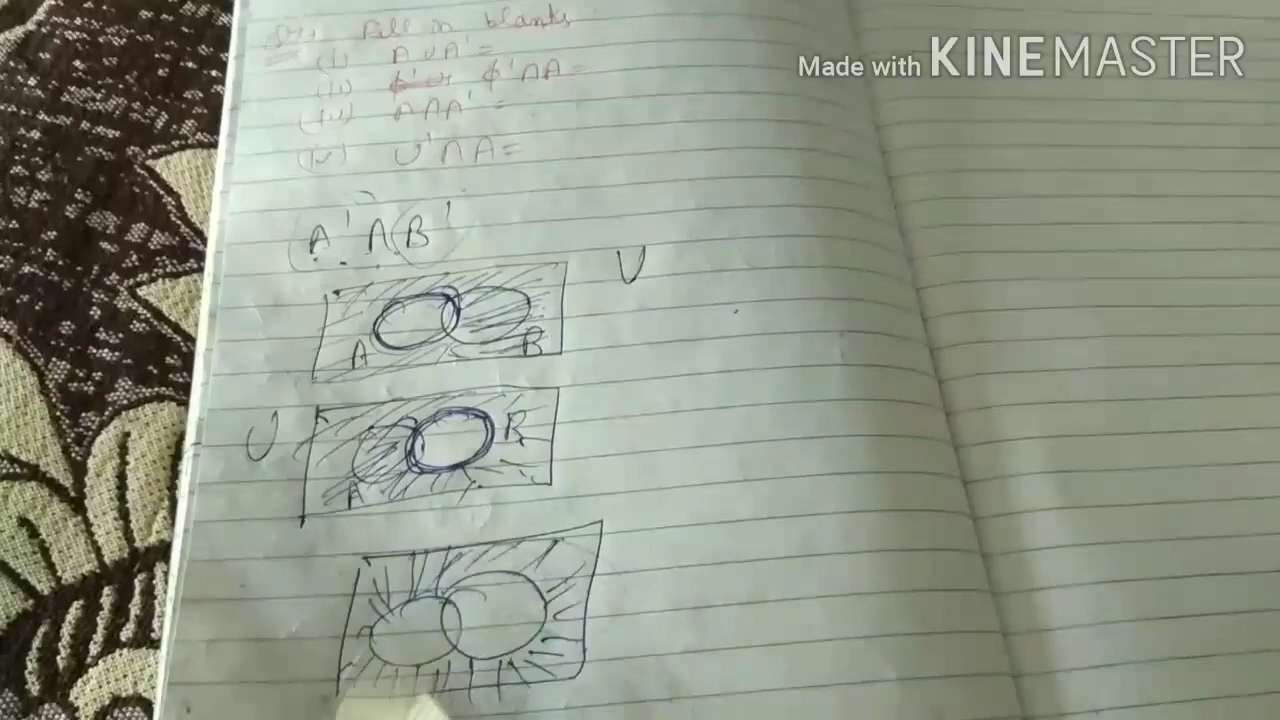 Fill in blanks
(i) A∪A' =
(ii) ϕ'∩A =
(iii) A∩A' =
(iv) U'∩A =
A'∩B'
U
A B
U B
A
Made with KINEMASTER